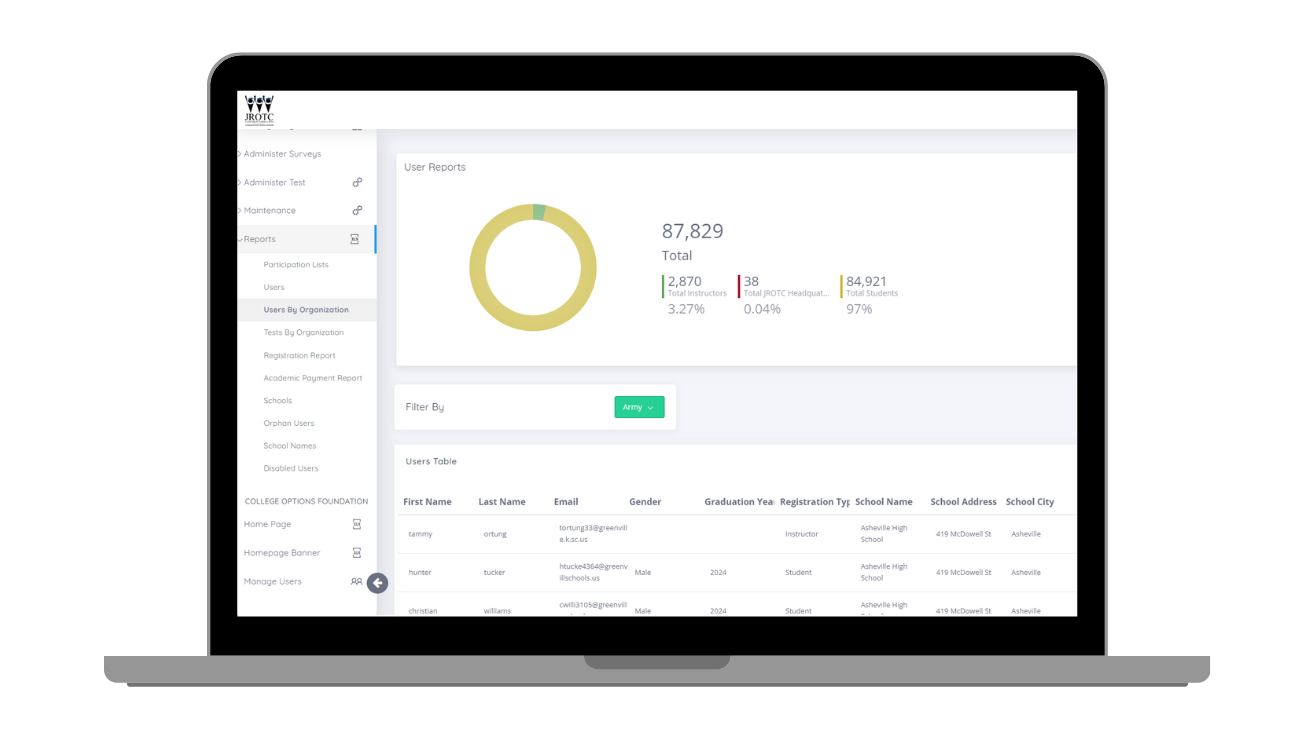 JROTC
Administer Surveys
Administer Test
Maintenance
Reports
Participation Lists
Users
Users By Organization
Tests By Organization
Registration Report
Academic Payment Report
Schools
Orphan Users
School Names
Disabled Users
COLLEGE OPTIONS FOUNDATION
Home Page
Homepage Banner
Manage Users
User Reports
87,829
Total
2,870
Total Instructors
3.27%
38
Total JROTC Headquat...
0.04%
84,921
Total Students
97%
Filter By
Army
Users Table
First Name Last Name Email Gender Graduation Yea Registration Typ School Name School Address School City
tammy ortung tortung33@greenvill Instructor Asheville High 419 McDowell St Asheville
e.k.sc.us School
hunter tucker htucke4364@greenv Male 2024 Student Asheville High 419 McDowell St Asheville
illschools.us School
christian williams cwilli3105@greenvill Male 2024 Student Asheville High 419 McDowell St Asheville